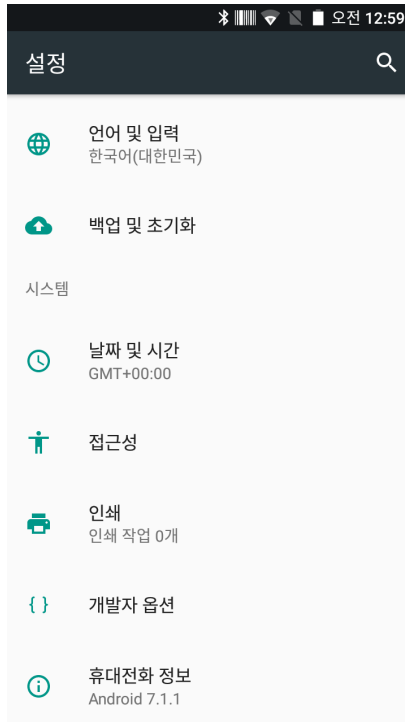 오전 12:59
설정
언어 및 입력
한국어(대한민국)
백업 및 초기화
시스템
날짜 및 시간
GMT+00:00
접근성
인쇄
인쇄 작업 0개
{ } 개발자 옵션
휴대전화 정보
Android 7.1.1